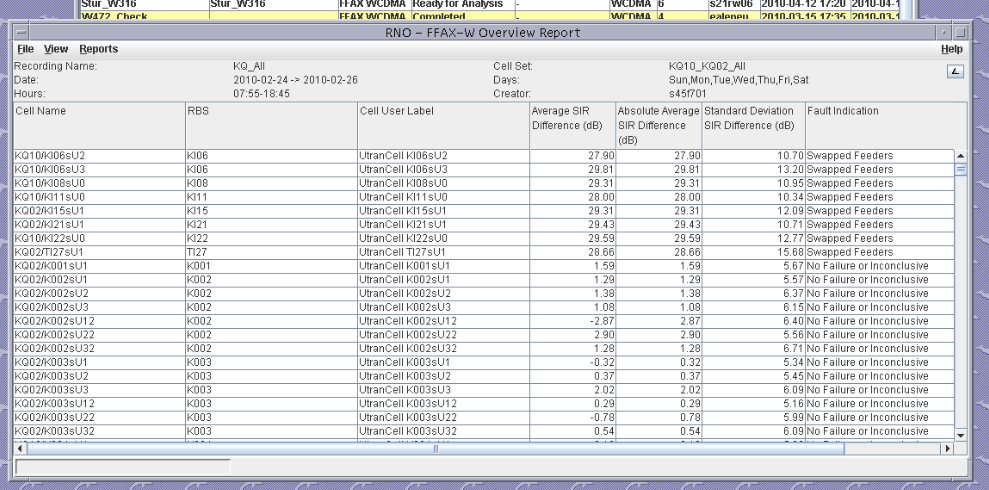 Stur_W316 Stur_W316 FFAX WCDMA Ready for Analysis - WCDMA 6 s21rw06 2010-04-12 17:20 2010-04-1
W472_Check FFAX WCDMA Completed - WCDMA 4 ealeneu 2010-03-15 17:35 2010-03-1
RNO - FFAX-W Overview Report
File View Reports Help
Recording Name: KQ_All Cell Set: KQ10_KQ02_All
Date: 2010-02-24 -> 2010-02-26 Days: Sun,Mon,Tue,Wed,Thu,Fri,Sat
Hours: 07:55-18:45 Creator: s45f701
Cell Name RBS Cell User Label Average SIR Absolute Average Standard Deviation Fault Indication
Difference (dB) SIR Difference SIR Difference (dB)
(dB)
KQ10/KI06sU2 KI06 UtranCell KI06sU2 27.90 27.90 10.70 Swapped Feeders
KQ10/KI06sU3 KI06 UtranCell KI06sU3 29.81 29.81 13.20 Swapped Feeders
KQ10/KI08sU0 KI08 UtranCell KI08sU0 29.31 29.31 10.95 Swapped Feeders
KQ10/KI11sU0 KI11 UtranCell KI11sU0 28.00 28.00 10.34 Swapped Feeders
KQ02/KI15sU1 KI15 UtranCell KI15sU1 29.31 29.31 12.09 Swapped Feeders
KQ02/KI21sU1 KI21 UtranCell KI21sU1 29.43 29.43 10.71 Swapped Feeders
KQ10/KI22sU0 KI22 UtranCell KI22sU0 29.59 29.59 12.77 Swapped Feeders
KQ02/TI27sU1 TI27 UtranCell TI27sU1 28.66 28.66 15.68 Swapped Feeders
KQ02/K001sU1 K001 UtranCell K001sU1 1.59 1.59 5.67 No Failure or Inconclusive
KQ02/K002sU1 K002 UtranCell K002sU1 1.29 1.29 5.57 No Failure or Inconclusive
KQ02/K002sU2 K002 UtranCell K002sU2 1.38 1.38 6.37 No Failure or Inconclusive
KQ02/K002sU3 K002 UtranCell K002sU3 1.08 1.08 6.15 No Failure or Inconclusive
KQ02/K002sU12 K002 UtranCell K002sU12 -2.87 2.87 6.40 No Failure or Inconclusive
KQ02/K002sU22 K002 UtranCell K002sU22 2.90 2.90 5.56 No Failure or Inconclusive
KQ02/K002sU32 K002 UtranCell K002sU32 1.28 1.28 6.71 No Failure or Inconclusive
KQ02/K003sU1 K003 UtranCell K003sU1 -0.32 0.32 5.34 No Failure or Inconclusive
KQ02/K003sU2 K003 UtranCell K003sU2 0.37 0.37 5.45 No Failure or Inconclusive
KQ02/K003sU3 K003 UtranCell K003sU3 2.02 2.02 6.09 No Failure or Inconclusive
KQ02/K003sU12 K003 UtranCell K003sU12 0.29 0.29 5.16 No Failure or Inconclusive
KQ02/K003sU22 K003 UtranCell K003sU22 -0.78 0.78 5.99 No Failure or Inconclusive
KQ02/K003sU32 K003 UtranCell K003sU32 0.54 0.54 6.09 No Failure or Inconclusive